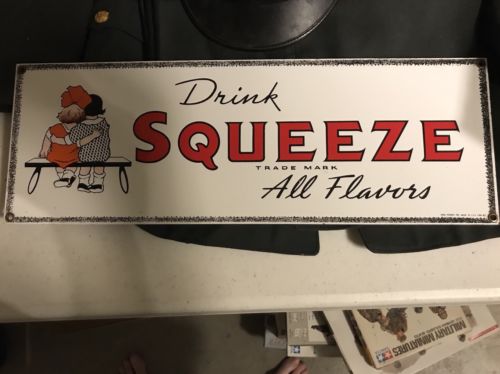 Drink
SQUEEZE
TRADE MARK
All Flavors
MILITARY MINIATURES